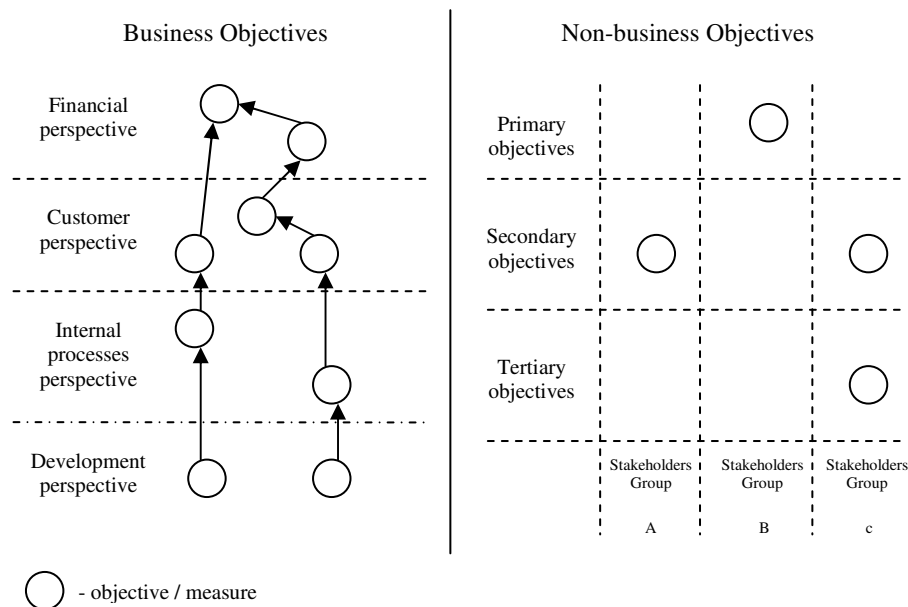 Business Objectives
Financial
perspective
Customer
perspective
Internal
processes
perspective
Development
perspective
Non-business Objectives
Primary
objectives
Secondary
objectives
Tertiary
objectives
Stakeholders
Group
A
Stakeholders
Group
B
Stakeholders
Group
c
- objective / measure